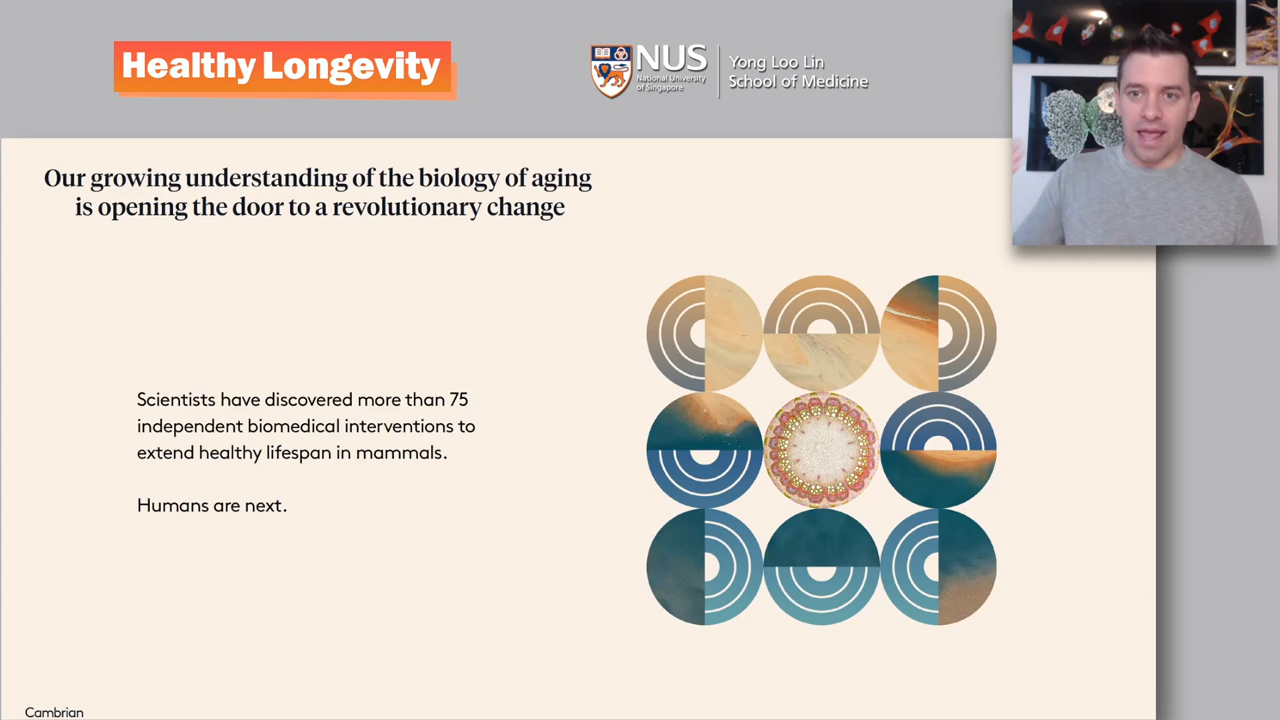 Healthy Longevity
NUS
National University
of Singapore
Yong Loo Lin
School of Medicine
Our growing understanding of the biology of aging
is opening the door to a revolutionary change
Scientists have discovered more than 75
independent biomedical interventions to
extend healthy lifespan in mammals.
Humans are next.
Cambrian